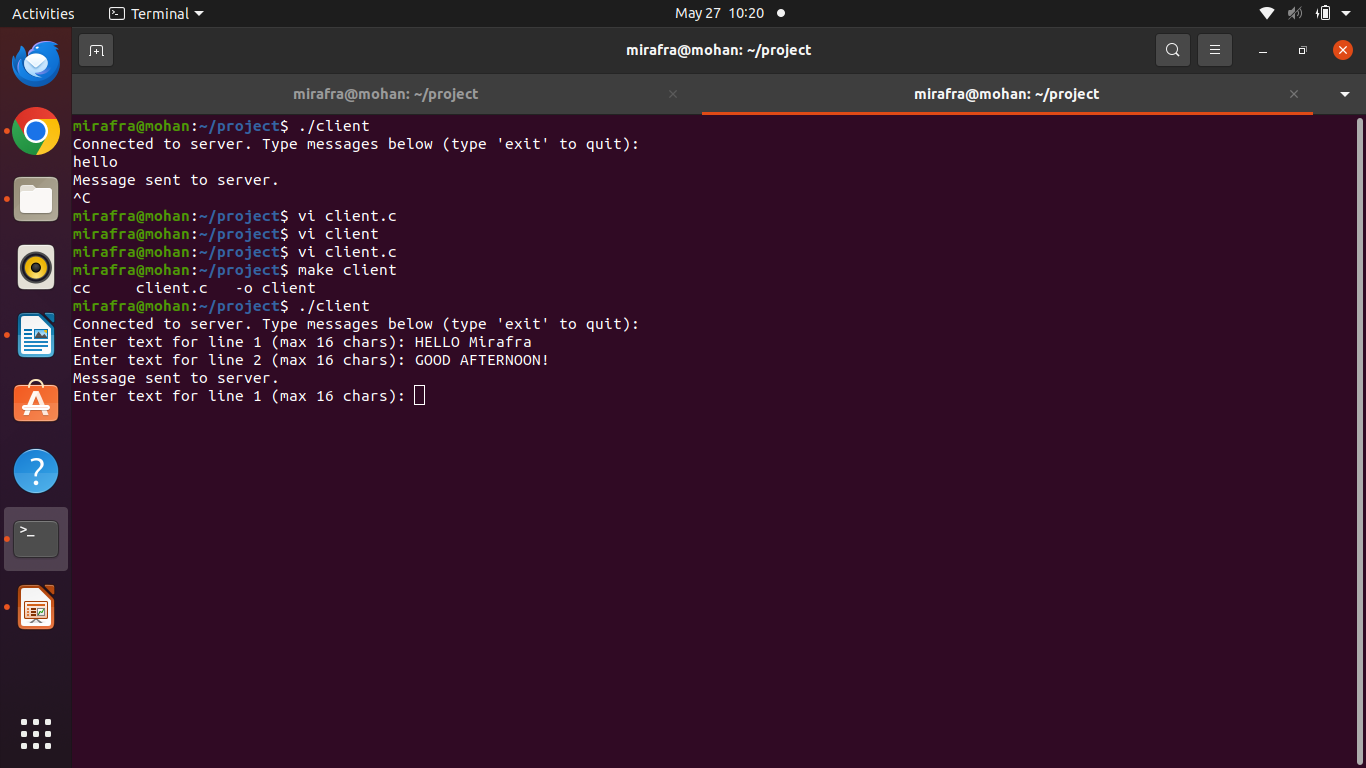 Activities
Terminal
May 27 10:20
mirafra@mohan: ~/project
mirafra@mohan: ~/project
mirafra@mohan: ~/project
mirafra@mohan:~/project$ ./client
Connected to server. Type messages below (type 'exit' to quit):
hello
Message sent to server.
^C
mirafra@mohan:~/project$ vi client.c
mirafra@mohan:~/project$ vi client
mirafra@mohan:~/project$ vi client.c
mirafra@mohan:~/project$ make client
cc     client.c   -o client
mirafra@mohan:~/project$ ./client
Connected to server. Type messages below (type 'exit' to quit):
Enter text for line 1 (max 16 chars): HELLO Mirafra
Enter text for line 2 (max 16 chars): GOOD AFTERNOON!
Message sent to server.
Enter text for line 1 (max 16 chars):